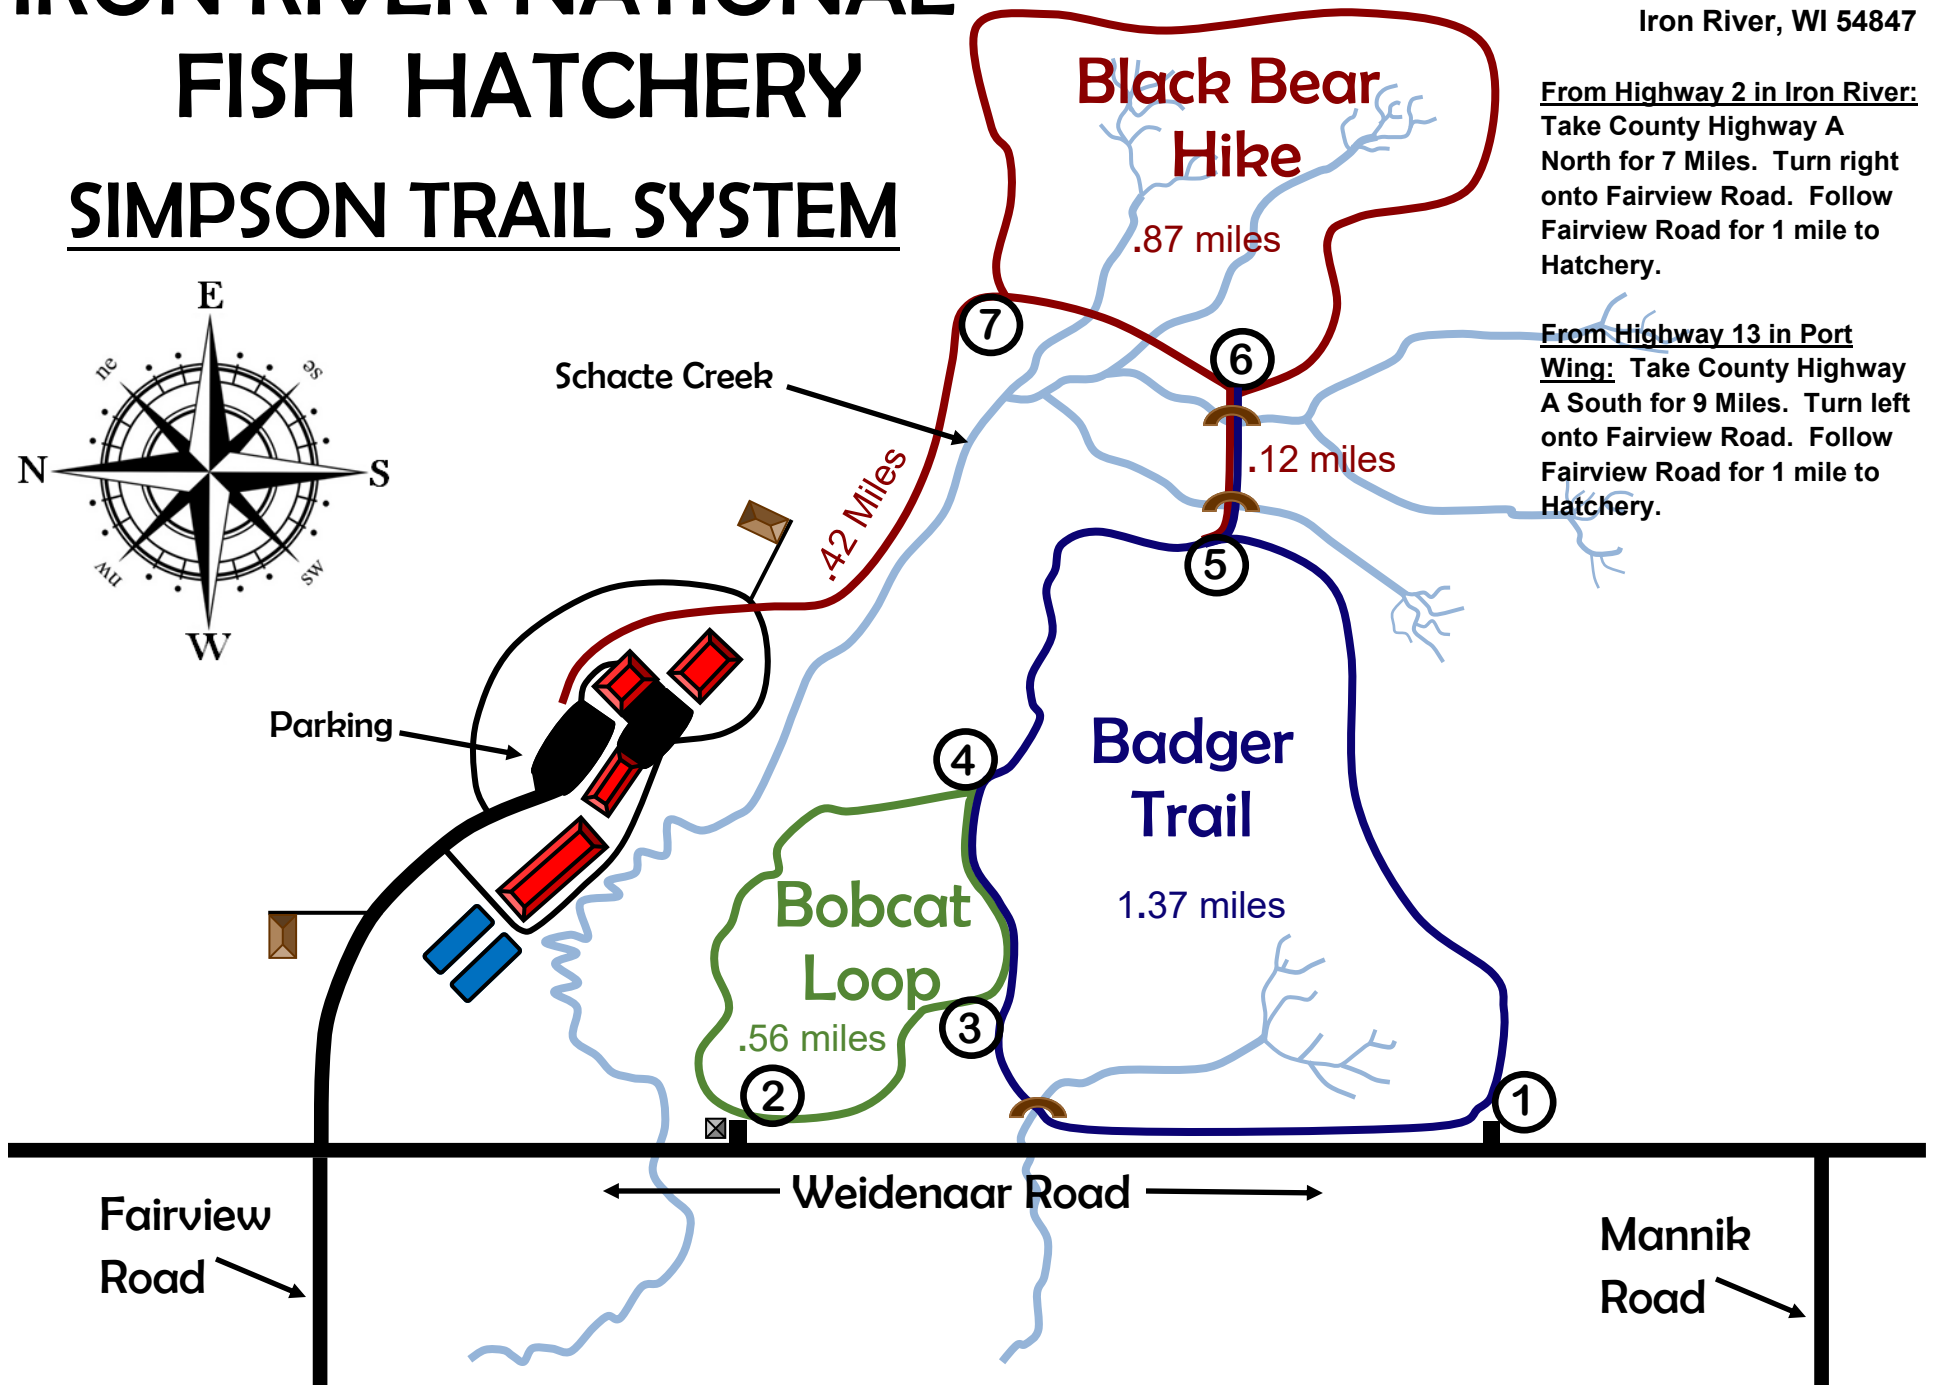 IRON RIVER NATIONAL
FISH HATCHERY
SIMPSON TRAIL SYSTEM
Iron River, WI 54847
From Highway 2 in Iron River:
Take County Highway A
North for 7 Miles. Turn right
onto Fairview Road. Follow
Fairview Road for 1 mile to
Hatchery.
From Highway 13 in Port
Wing: Take County Highway
A South for 9 Miles. Turn left
onto Fairview Road. Follow
Fairview Road for 1 mile to
Hatchery.
Black Bear
Hike
.87 miles
E
ne
se
N
S
nw
sw
W
7
6
Schacte Creek
.12 miles
.42 Miles
5
Parking
4
Badger
Trail
1.37 miles
Bobcat
Loop
.56 miles
3
2
1
Weidenaar Road
Fairview
Road
Mannik
Road